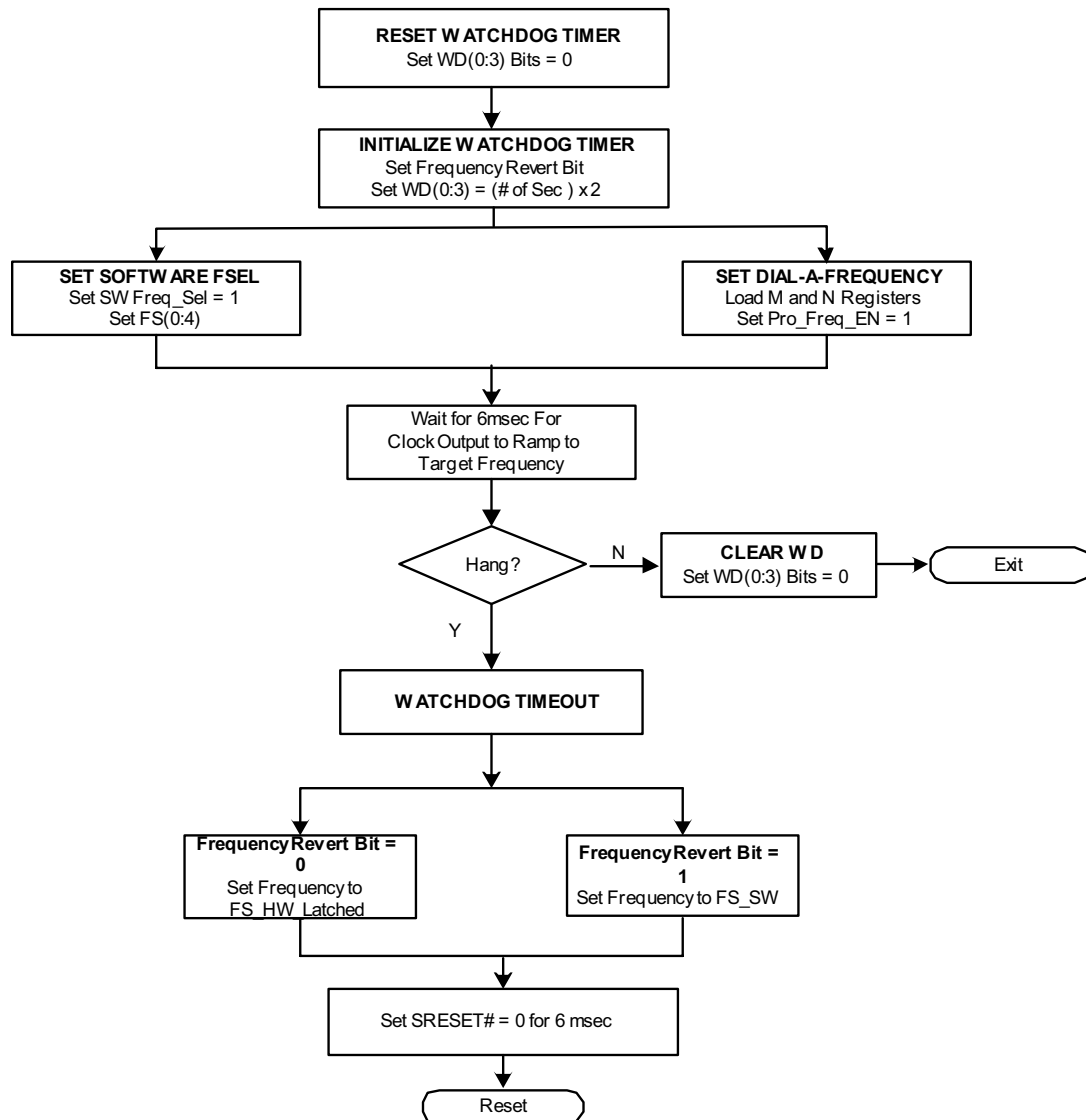 RESET WATCHDOG TIMER
Set WD(0:3) Bits = 0
INITIALIZE WATCHDOG TIMER
Set Frequency Revert Bit
Set WD(0:3) = (# of Sec ) x 2
SET SOFTWARE FSEL
Set SW Freq_Sel = 1
Set FS(0:4)
SET DIAL-A-FREQUENCY
Load M and N Registers
Set Pro_Freq_EN = 1
Wait for 6msec For
Clock Output to Ramp to
Target Frequency
Hang?
N
CLEAR WD
Set WD(0:3) Bits = 0
Exit
Y
WATCHDOG TIMEOUT
Frequency Revert Bit =
0
Set Frequency to
FS_HW_Latched
Frequency Revert Bit =
1
Set Frequency to FS_SW
Set SRESET# = 0 for 6 msec
Reset